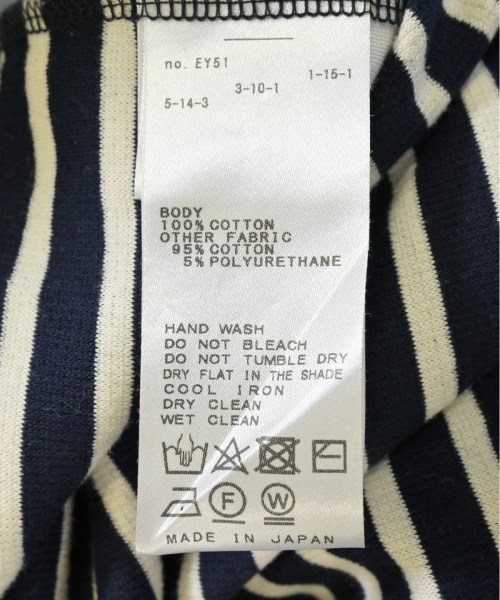 no. EY51
1-15-1
3-10-1
5-14-3
BODY
100% COTTON
OTHER FABRIC
95% COTTON
5% POLYURETHANE
HAND WASH
DO NOT BLEACH
DO NOT TUMBLE DRY
DRY FLAT IN THE SHADE
COOL IRON
DRY CLEAN
WET CLEAN
F
W
MADE IN JAPAN